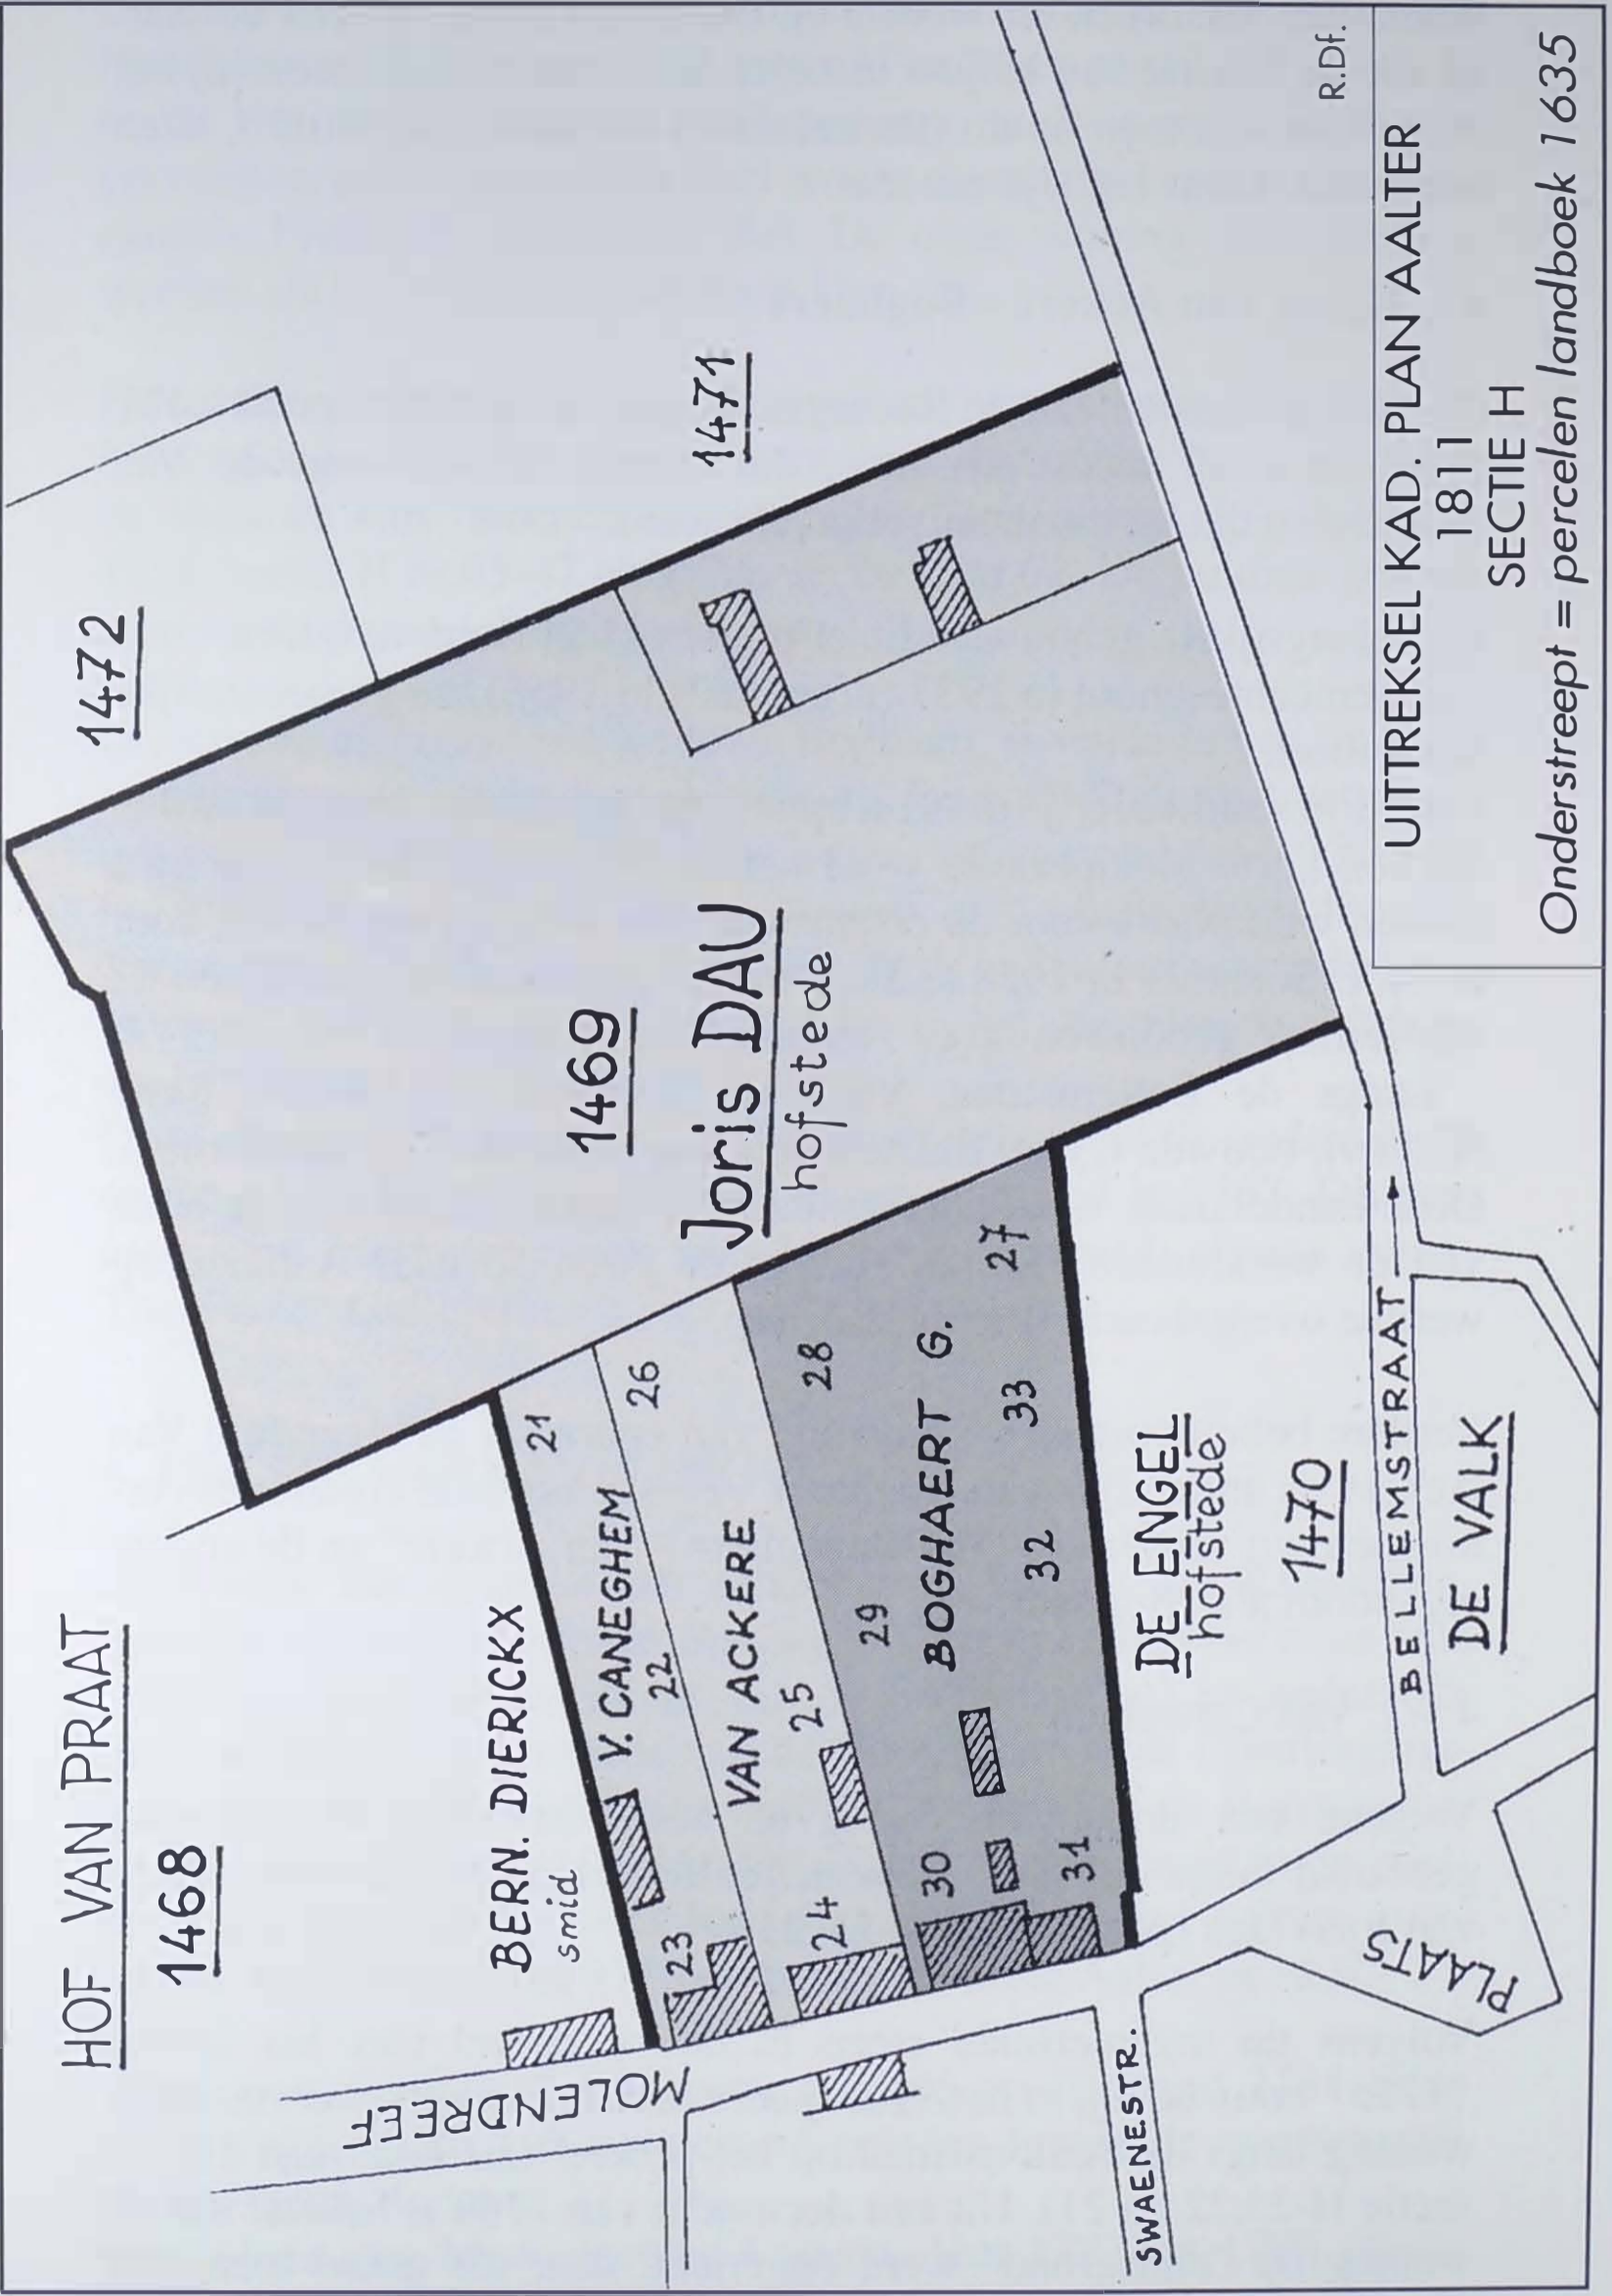 HOF VAN PRAAT
1468
1472
BERN. DIERICKX
smid
1469
Joris DAU
hofstede
1471
21
V. CANEGHEM
22
26
23
VAN ACKERE
25
24
28
29
BOGHAERT G.
27
30
31
32
33
DE ENGEL
hofstede
1470
MOLENDREEF
SWAENESTR.
PLAATS
BELLEMSTRAAT
DE VALK
R.Df.
UITTREKSEL KAD. PLAN AALTER
1811
SECTIE H
Onderstreept = percelen landboek 1635